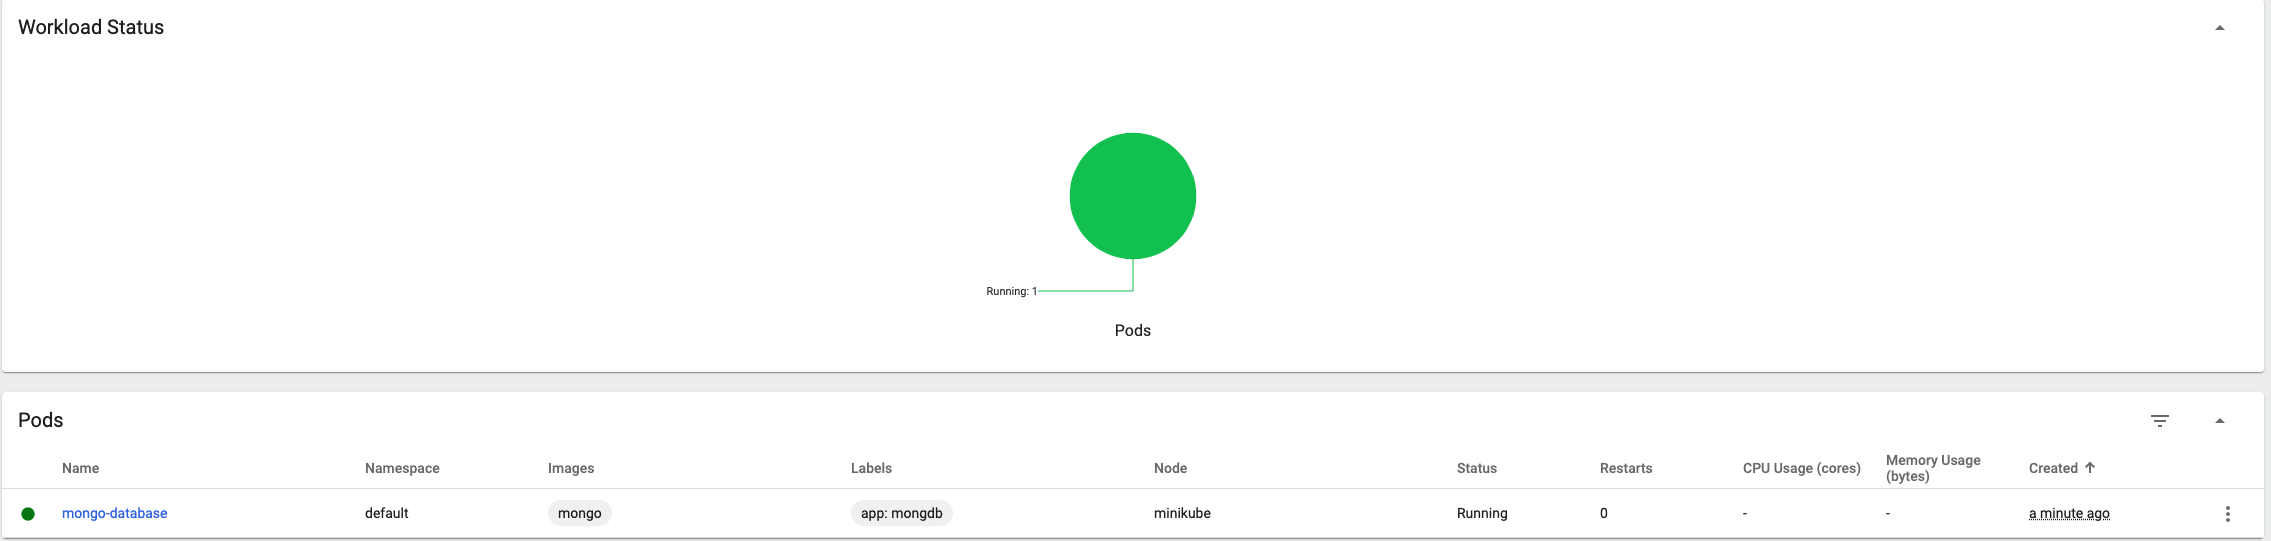 Workload Status
Running: 1
Pods
Pods
Name Namespace Images Labels Node Status Restarts CPU Usage (cores) Memory Usage (bytes) Created
mongo-database default mongo app: mongdb minikube Running 0 - - a minute ago